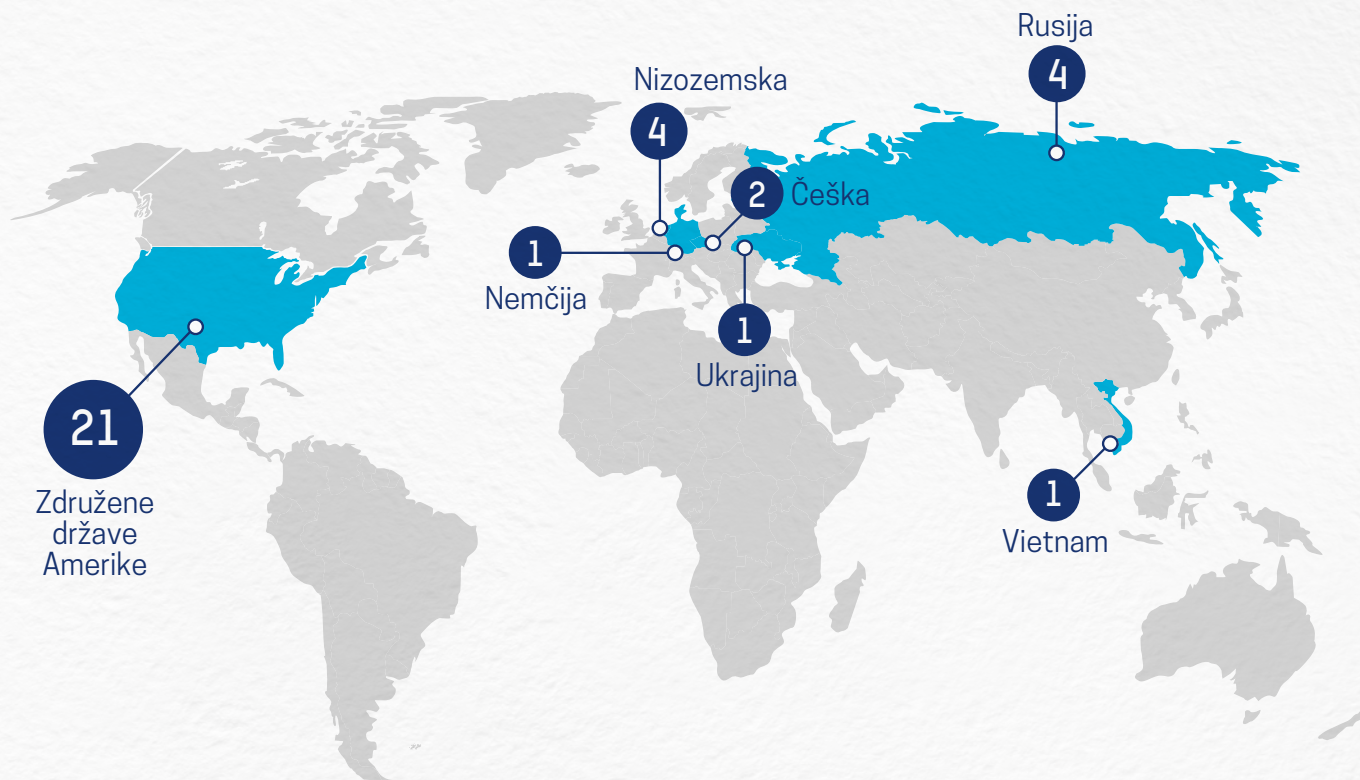 Rusija
4
Nizozemska
4
2
Češka
1
Nemčija
1
Ukrajina
21
Združene
države
Amerike
1
Vietnam